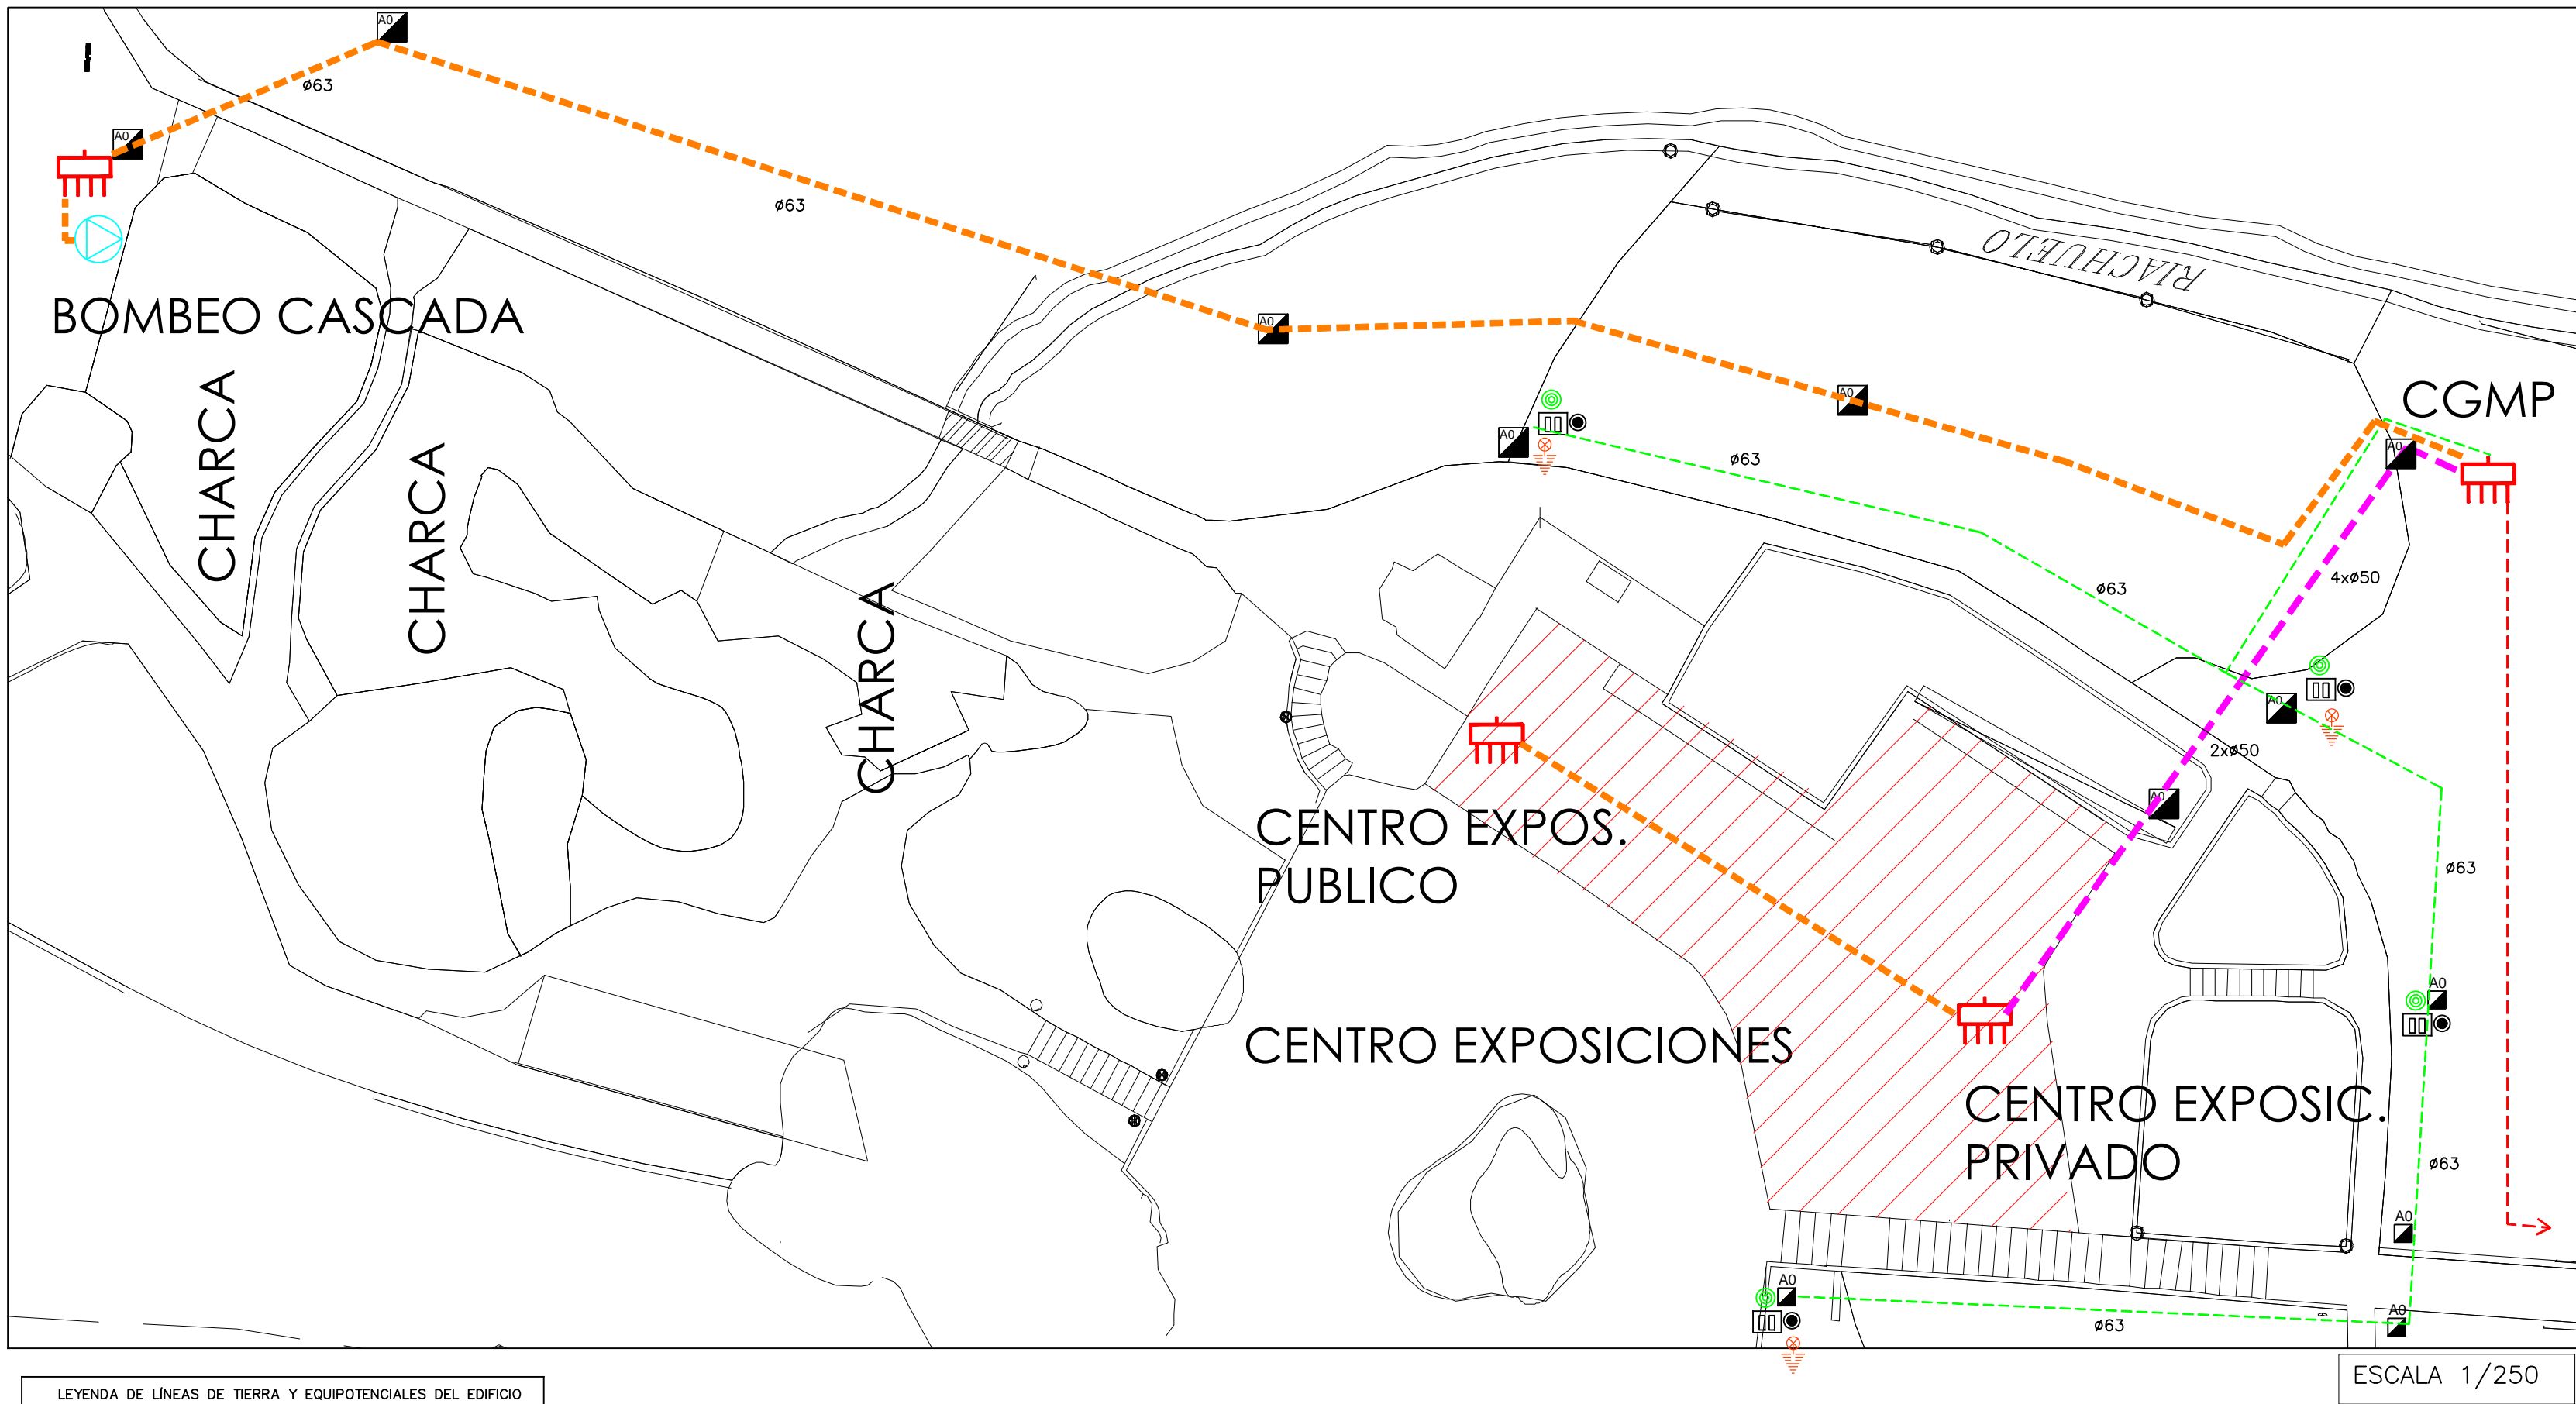 A0
ø63
A0
ø63
RIACHUELO
BOMBEO CASCADA
A0
CGMP
CHARCA
A0
A0
A0
CHARCA
ø63
4xø50
ø63
CHARCA
A0
2xø50
A0
CENTRO EXPOS.
PUBLICO
ø63
A0
CENTRO EXPOSICIONES
CENTRO EXPOSIC.
PRIVADO
ø63
A0
A0
A0
ø63
ESCALA 1/250
LEYENDA DE LÍNEAS DE TIERRA Y EQUIPOTENCIALES DEL EDIFICIO